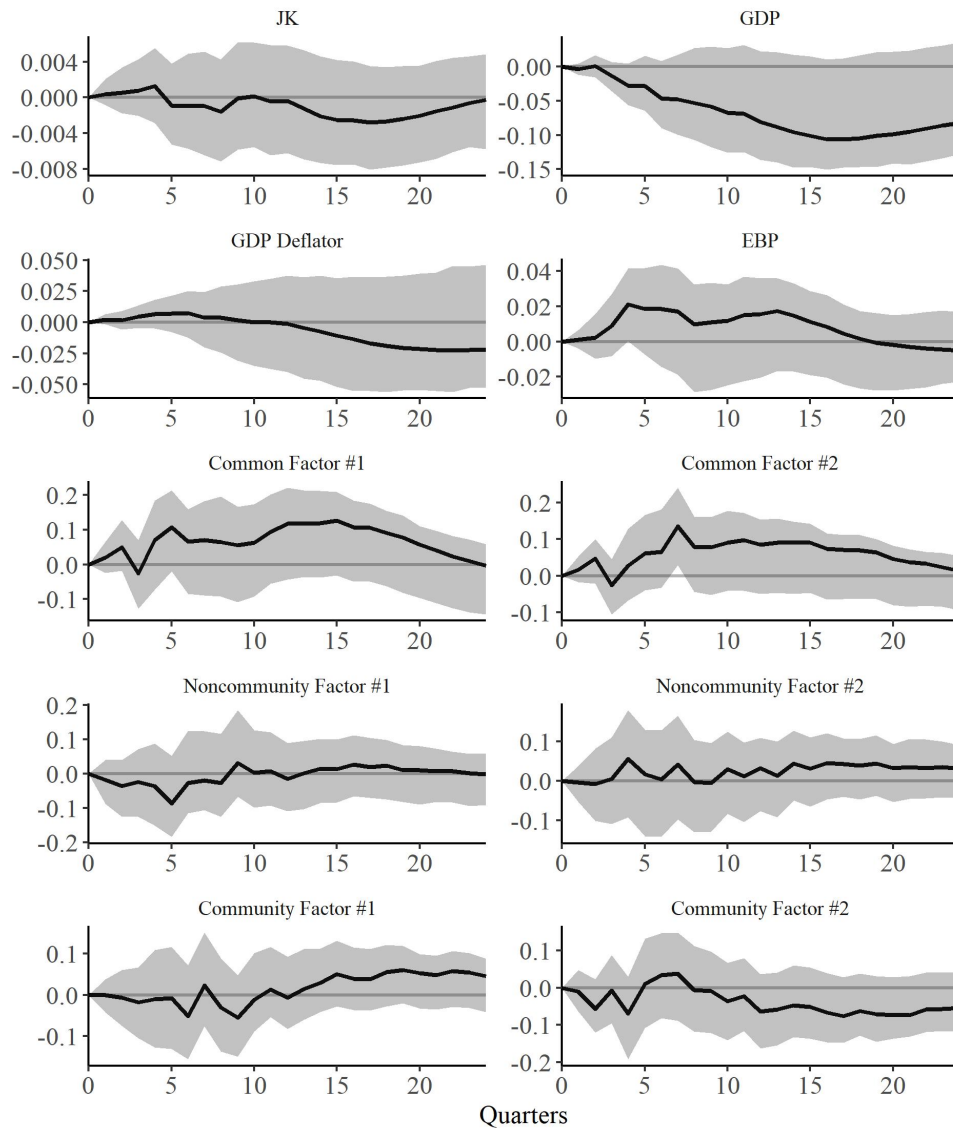 JK
0.004
0.000
-0.004
-0.008
0 5 10 15 20
GDP
0.00
-0.05
-0.10
-0.15
0 5 10 15 20
GDP Deflator
0.050
0.025
0.000
-0.025
-0.050
0 5 10 15 20
EBP
0.04
0.02
0.00
-0.02
0 5 10 15 20
Common Factor #1
0.2
0.1
0.0
-0.1
0 5 10 15 20
Common Factor #2
0.2
0.1
0.0
-0.1
0 5 10 15 20
Noncommunity Factor #1
0.2
0.1
0.0
-0.1
-0.2
0 5 10 15 20
Noncommunity Factor #2
0.1
0.0
-0.1
0 5 10 15 20
Community Factor #1
0.1
0.0
-0.1
0 5 10 15 20
Community Factor #2
0.1
0.0
-0.1
-0.2
0 5 10 15 20
Quarters